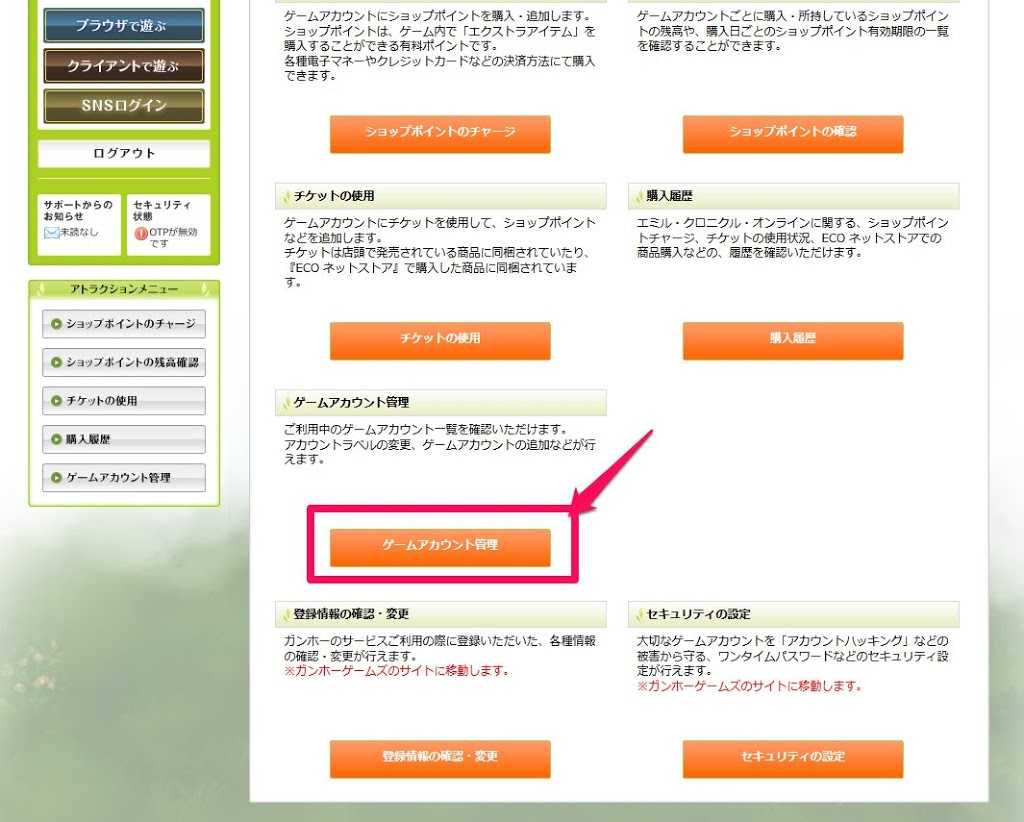 ブラウザで遊ぶ
クライアントで遊ぶ
SNSログイン
ログアウト
サポートからの
お知らせ
未読なし
セキュリティ
状態
OTPが無効
です
アトラクションメニュー
ショップポイントのチャージ
ショップポイントの残高確認
チケットの使用
購入履歴
ゲームアカウント管理
ゲームアカウントにショップポイントを購入・追加します。
ショップポイントは、ゲーム内で「エクストラアイテム」を
購入することができる有料ポイントです。
各種電子マネーやクレジットカードなどの決済方法にて購入
できます。
ショップポイントのチャージ
ゲームアカウントごとに購入・所持しているショップポイン
トの残高や、購入日ごとのショップポイント有効期限の一覧
を確認することができます。
ショップポイントの確認
チケットの使用
ゲームアカウントにチケットを使用して、ショップポイント
などを追加します。
チケットは店頭で発売されている商品に同梱されていたり、
『ECO ネットストア』で購入した商品に同梱されていま
す。
チケットの使用
購入履歴
エミル・クロニクル・オンラインに関する、ショップポイン
トチャージ、チケットの使用状況、ECO ネットストアでの
商品購入などの、履歴を確認いただけます。
購入履歴
ゲームアカウント管理
ご利用中のゲームアカウント一覧を確認いただけます。
アカウントラベルの変更、ゲームアカウントの追加などが行
えます。
ゲームアカウント管理
登録情報の確認・変更
ガンホーのサービスご利用の際に登録いただいた、各種情報
の確認・変更が行えます。
※ガンホーゲームズのサイトに移動します。
登録情報の確認・変更
セキュリティの設定
大切なゲームアカウントを「アカウントハッキング」などの
被害から守る、ワンタイムパスワードなどのセキュリティ設
定が行えます。
※ガンホーゲームズのサイトに移動します。
セキュリティの設定